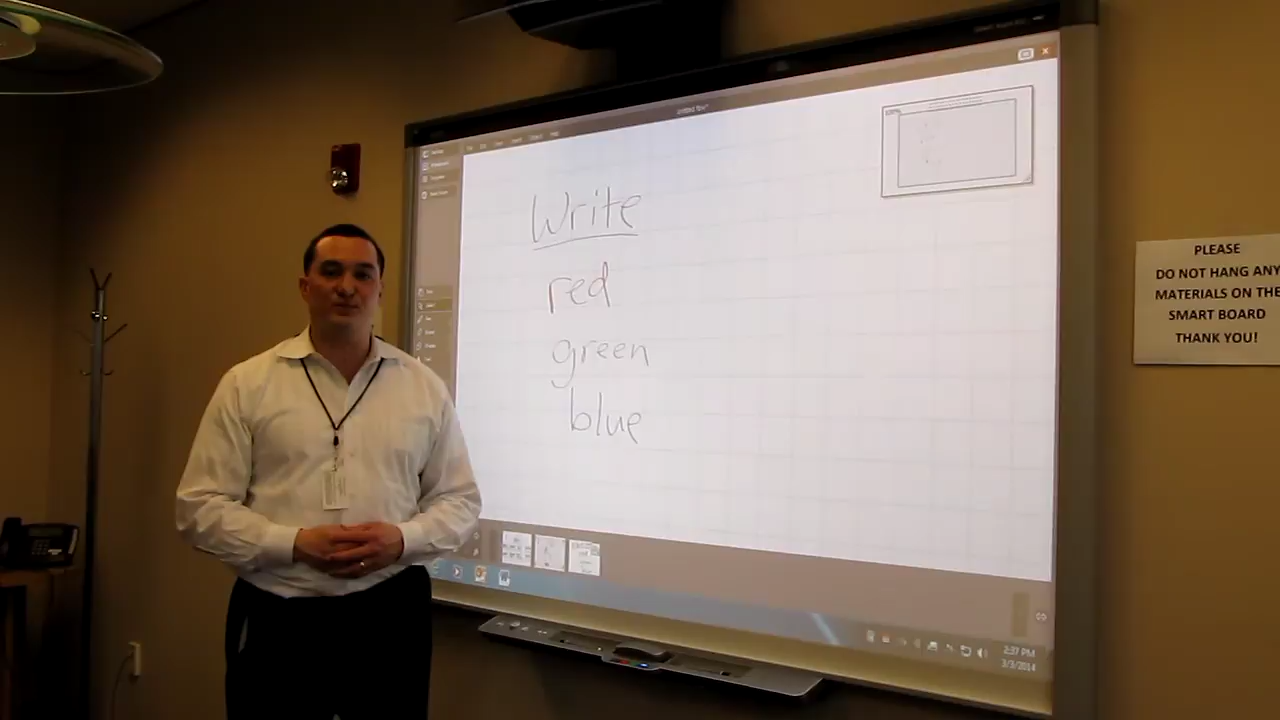 Write
red
green
blue
PLEASE
DO NOT HANG ANY
MATERIALS ON THE
SMART BOARD
THANK YOU!
2:37 PM
3/3/2014